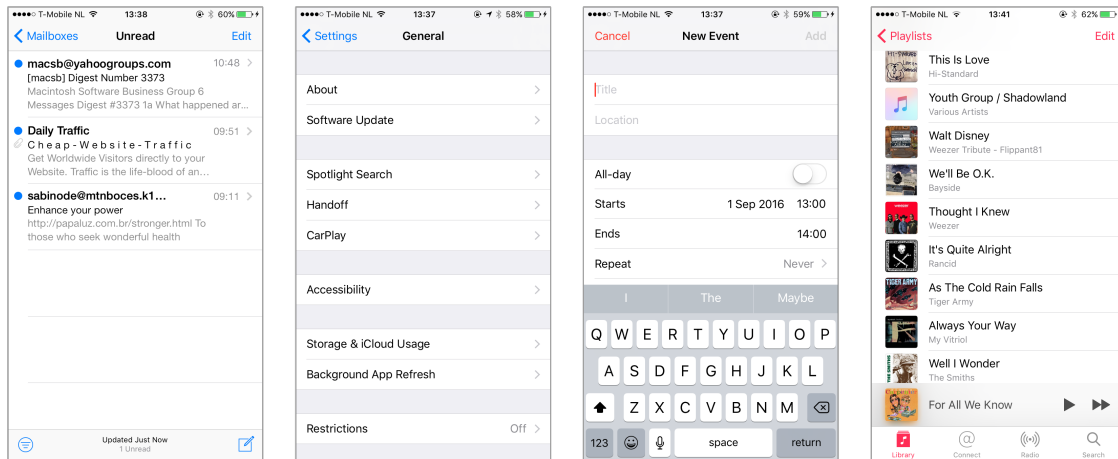 T-Mobile NL 13:38 60%
Mailboxes Unread Edit
macsb@yahoogroups.com 10:48
[macsb] Digest Number 3373
Macintosh Software Business Group 6
Messages Digest #3373 1a What happened ar...
Daily Traffic 09:51
Cheap-Website-Traffic
Get Worldwide Visitors directly to your
Website. Traffic is the life-blood of an...
sabinode@mtnboces.k1... 09:11
Enhance your power
http://papaluz.com.br/stronger.html To
those who seek wonderful health
Updated Just Now
1 Unread
T-Mobile NL 13:37 58%
Settings General
About
Software Update
Spotlight Search
Handoff
CarPlay
Accessibility
Storage & iCloud Usage
Background App Refresh
Restrictions Off
T-Mobile NL 13:37 59%
Cancel New Event Add
Title
Location
All-day
Starts 1 Sep 2016 13:00
Ends 14:00
Repeat Never
I The Maybe
Q W E R T Y U I O P
A S D F G H J K L
Z X C V B N M
123 space return
T-Mobile NL 13:41 62%
Playlists Edit
This Is Love
Hi-Standard
Youth Group / Shadowland
Various Artists
Walt Disney
Weezer Tribute - Flippant81
We'll Be O.K.
Bayside
Thought I Knew
Weezer
It's Quite Alright
Rancid
As The Cold Rain Falls
Tiger Army
Always Your Way
My Vitriol
Well I Wonder
The Smiths
For All We Know
Library Connect Radio Search